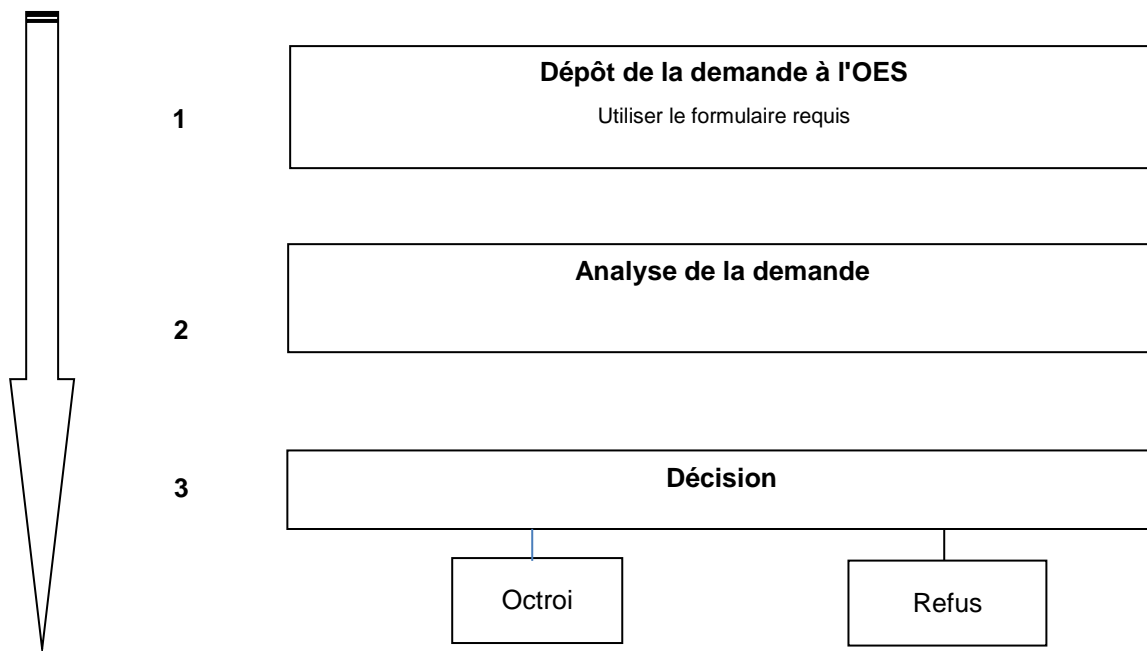 Dépôt de la demande à l'OES
1
Utiliser le formulaire requis
Analyse de la demande
2
3
Décision
Octroi
Refus